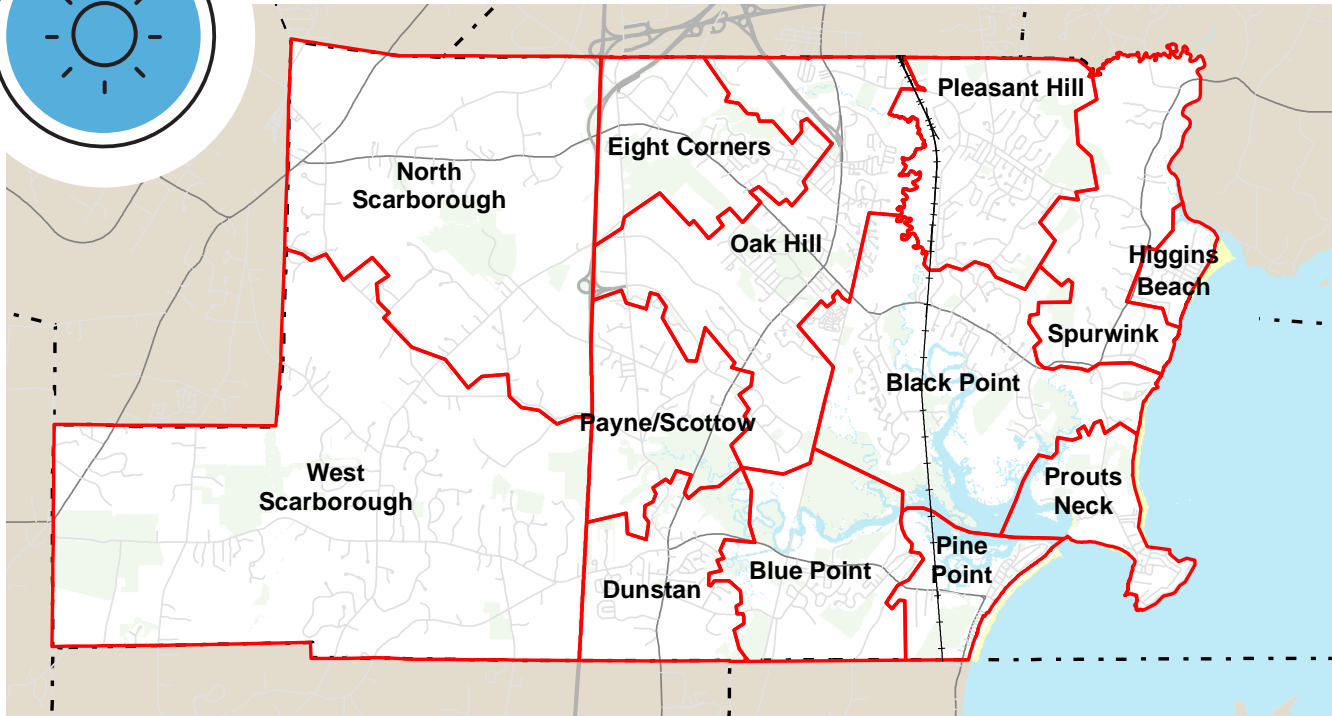 Pleasant Hill
Eight Corners
North
Scarborough
Oak Hill
Higgins
Beach
Spurwink
Black Point
Payne/Scottow
West
Scarborough
Prouts
Neck
Pine
Point
Blue Point
Dunstan